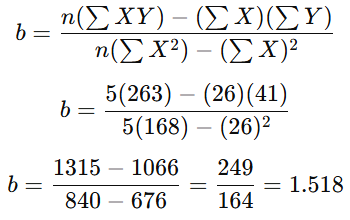 b = n(∑ XY) − (∑ X)(∑ Y) / n(∑ X²) − (∑ X)²
b = 5(263) − (26)(41) / 5(168) − (26)²
b = 1315 − 1066 / 840 − 676 = 249 / 164 = 1.518